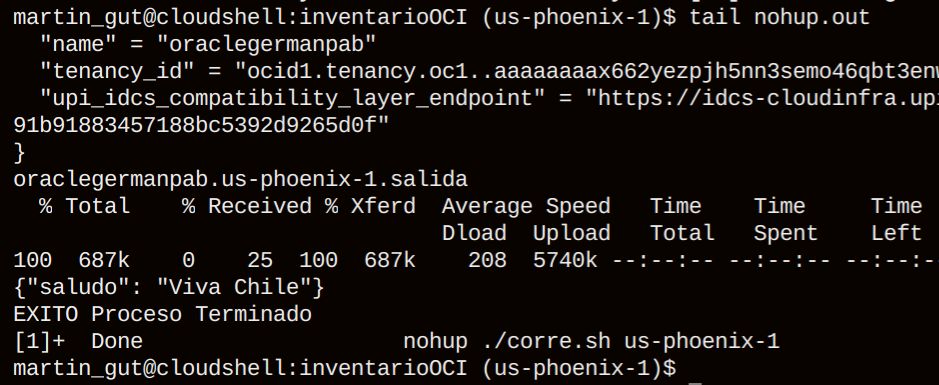 martin_gut@cloudshell:inventarioOCI (us-phoenix-1)$ tail nohup.out
"name" = "oraclegermanpab"
"tenancy_id" = "ocid1.tenancy.oc1..aaaaaaaax662yezpjh5nn3semo46qbt3en
"upi_idcs_compatibility_layer_endpoint" = "https://idcs-cloudinfra.upi
91b91883457188bc5392d9265d0f"
}
oraclegermanpab.us-phoenix-1.salida
% Total % Received % Xferd Average Speed Time Time Time
Dload Upload Total Spent Left
100 687k 0 25 100 687k 208 5740k --:--:-- --:--:-- --:--:-
{"saludo": "Viva Chile"}
EXITO Proceso Terminado
[1]+ Done nohup ./corre.sh us-phoenix-1
martin_gut@cloudshell:inventarioOCI (us-phoenix-1)$